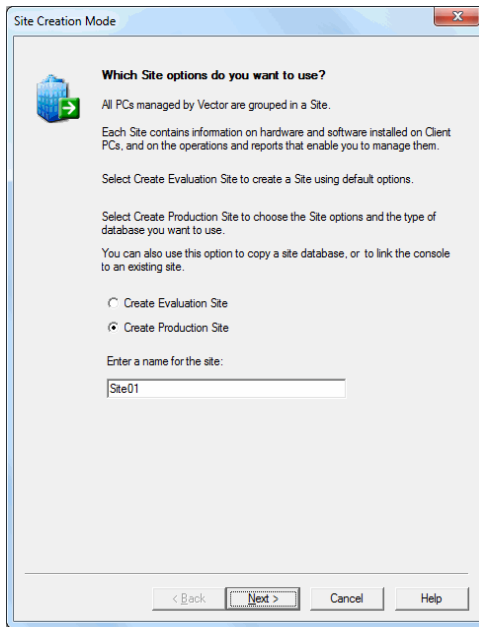 Site Creation Mode
Which Site options do you want to use?
All PCs managed by Vector are grouped in a Site.
Each Site contains information on hardware and software installed on Client
PCs, and on the operations and reports that enable you to manage them.
Select Create Evaluation Site to create a Site using default options.
Select Create Production Site to choose the Site options and the type of
database you want to use.
You can also use this option to copy a site database, or to link the console
to an existing site.
Create Evaluation Site
Create Production Site
Enter a name for the site:
Site01
< Back
Next >
Cancel
Help